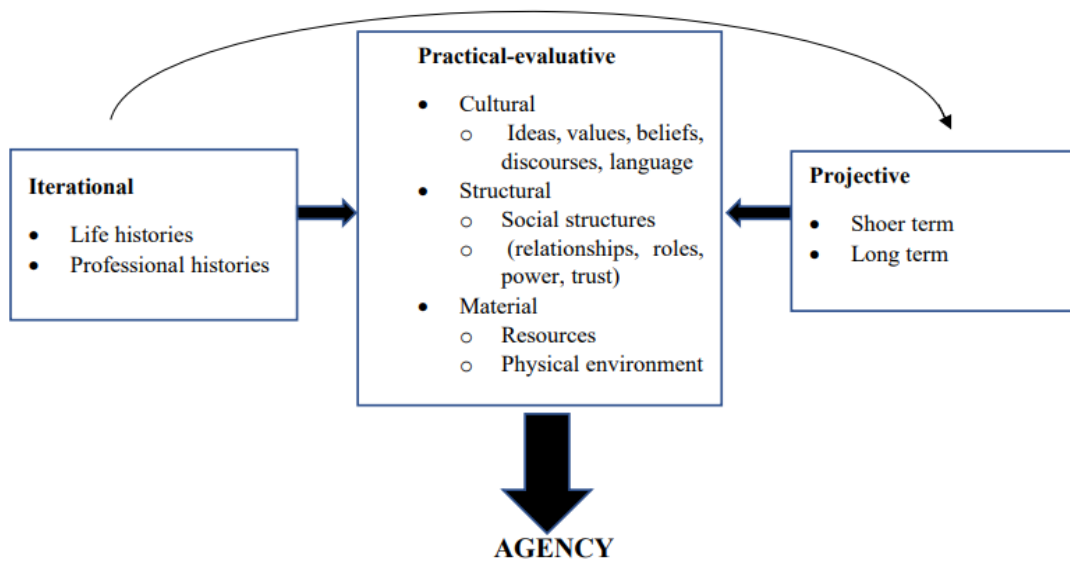 Iterational
• Life histories
• Professional histories
Practical-evaluative
• Cultural
o Ideas, values, beliefs,
discourses, language
• Structural
o Social structures
o (relationships, roles,
power, trust)
• Material
o Resources
o Physical environment
Projective
• Shoer term
• Long term
AGENCY